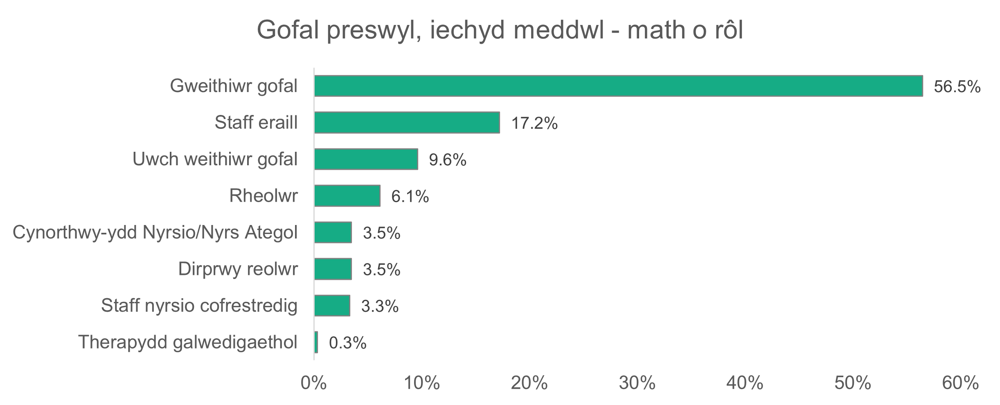 Gofal preswyl, iechyd meddwl - math o rôl
Gweithiwr gofal 56.5%
Staff eraill 17.2%
Uwch weithiwr gofal 9.6%
Rheolwr 6.1%
Cynorthwy-ydd Nyrsio/Nyrs Ategol 3.5%
Dirprwy reolwr 3.5%
Staff nyrsio cofrestredig 3.3%
Therapydd galwedigaethol 0.3%
0% 10% 20% 30% 40% 50% 60%